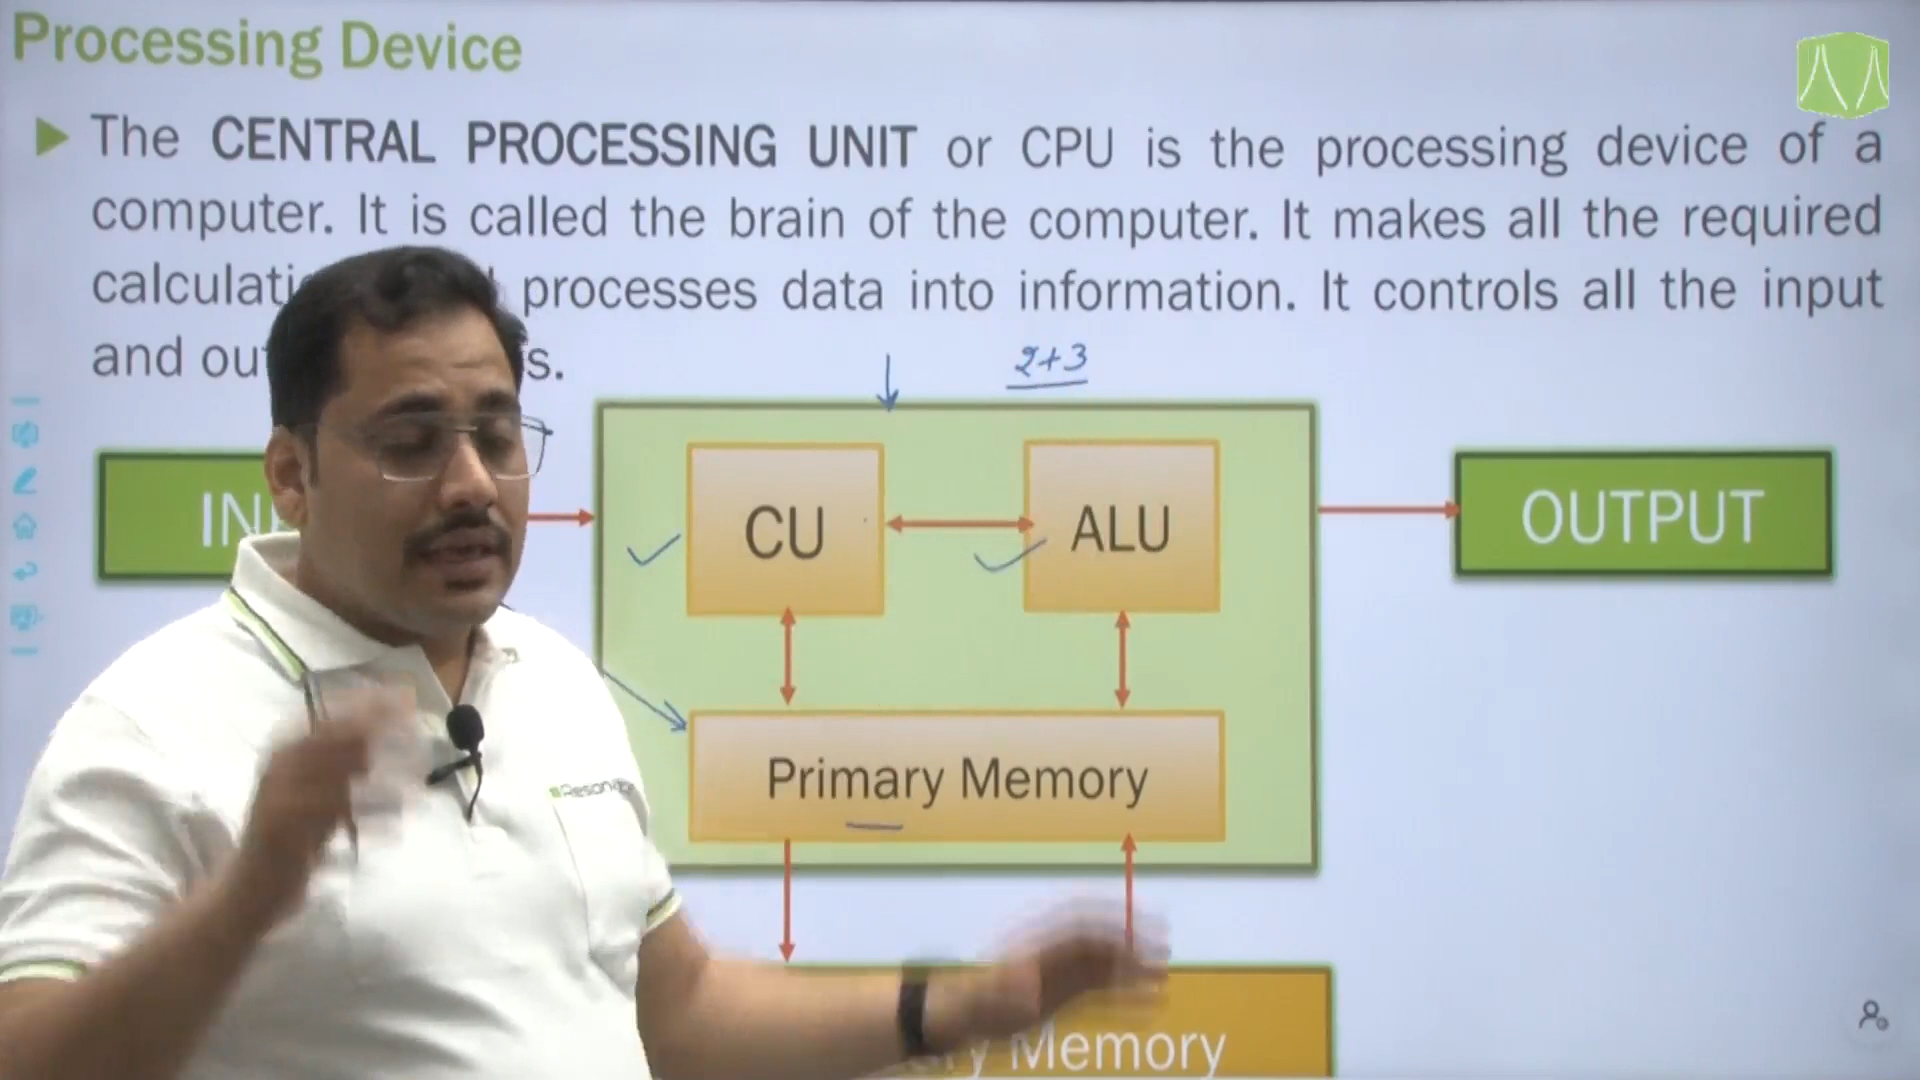 Processing Device
The CENTRAL PROCESSING UNIT or CPU is the processing device of a
computer. It is called the brain of the computer. It makes all the required
processes data into information. It controls all the input
and
2+3
CU
ALU
OUTPUT
Primary Memory
Memory